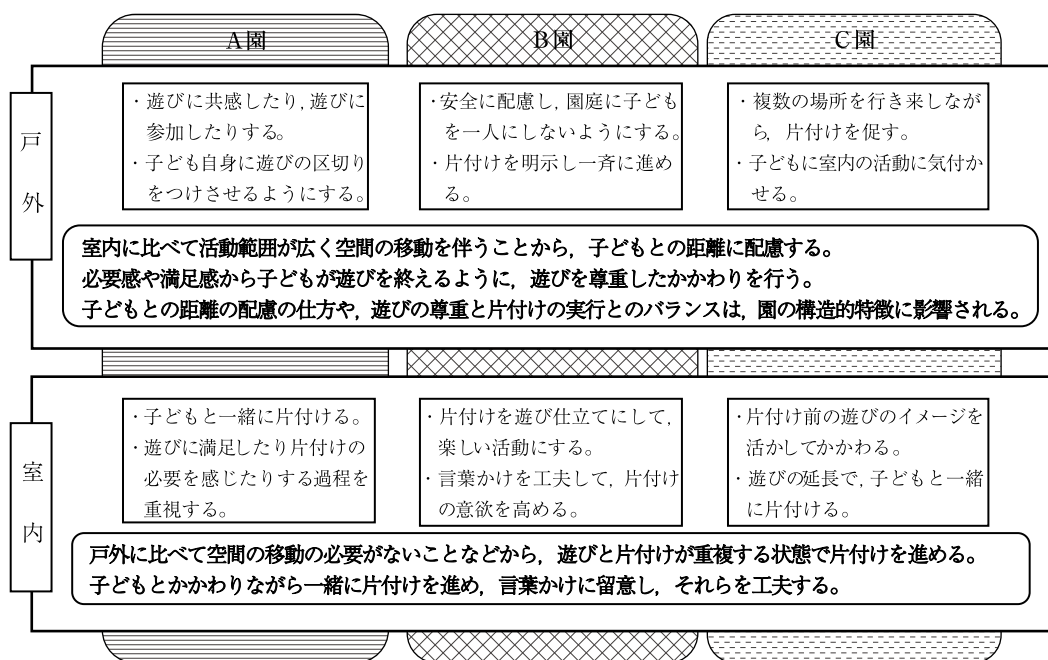 A園
B園
C園
戸外
・遊びに共感したり,遊びに
参加したりする。
・子ども自身に遊びの区切り
をつけさせるようにする。
・安全に配慮し,園庭に子ども
を一人にしないようにする。
・片付けを明示し一斉に進め
る。
・複数の場所を行き来しなが
ら,片付けを促す。
・子どもに室内の活動に気付か
せる。
室内に比べて活動範囲が広く空間の移動を伴うことから,子どもとの距離に配慮する。
必要感や満足感から子どもが遊びを終えるように,遊びを尊重したかかわりを行う。
子どもとの距離の配慮の仕方や,遊びの尊重と片付けの実行とのバランスは,園の構造的特徴に影響される。
室内
・子どもと一緒に片付ける。
・遊びに満足したり片付けの
必要を感じたりする過程を
重視する。
・片付けを遊び仕立てにして,
楽しい活動にする。
・言葉かけを工夫して,片付け
の意欲を高める。
・片付け前の遊びのイメージを
活かしてかかわる。
・遊びの延長で,子どもと一緒
に片付ける。
戸外に比べて空間の移動の必要がないことなどから,遊びと片付けが重複する状態で片付けを進める。
子どもとかかわりながら一緒に片付けを進め,言葉かけに留意し,それらを工夫する。